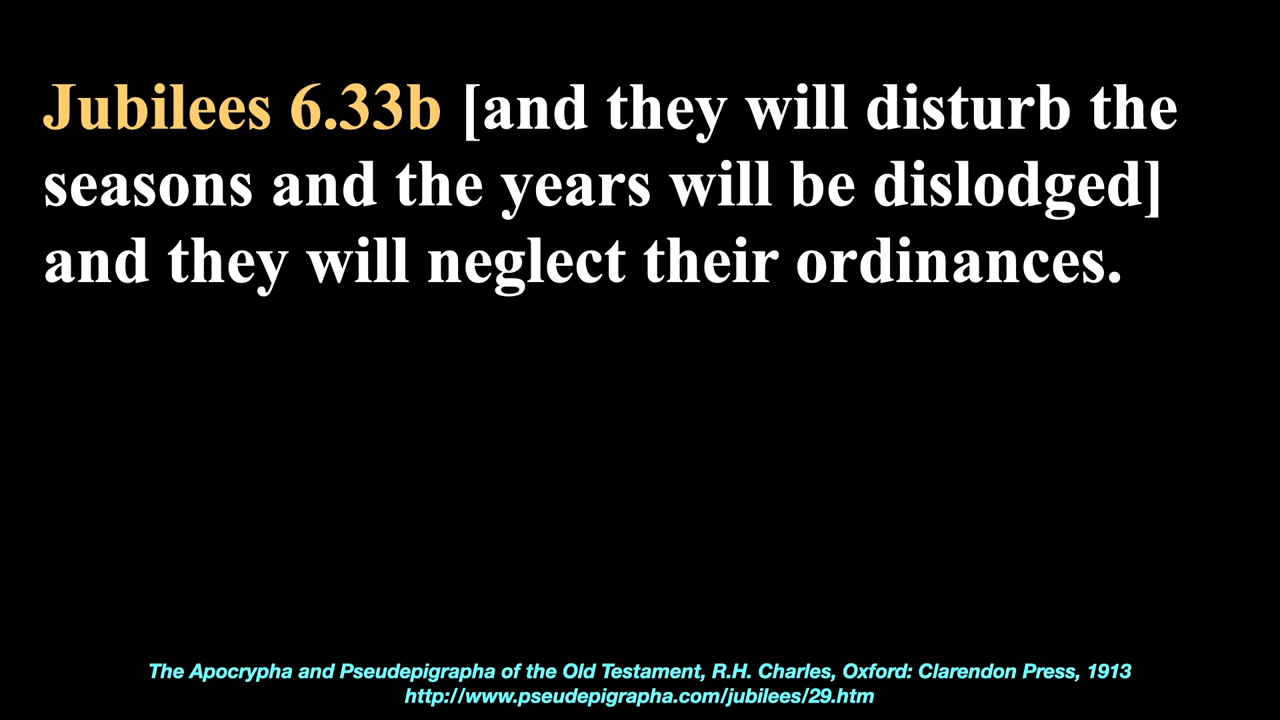 Jubilees 6.33b [and they will disturb the
seasons and the years will be dislodged]
and they will neglect their ordinances.
The Apocrypha and Pseudepigrapha of the Old Testament, R.H. Charles, Oxford: Clarendon Press, 1913
http://www.pseudepigrapha.com/jubilees/29.htm